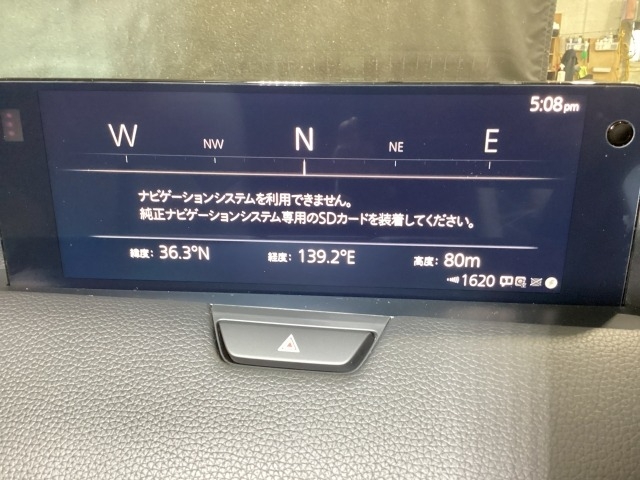 5:08pm
W NW N NE E
ナビゲーションシステムを利用できません。
純正ナビゲーションシステム専用のSDカードを装着してください。
緯度: 36.3°N 経度: 139.2°E 高度: 80m
1620